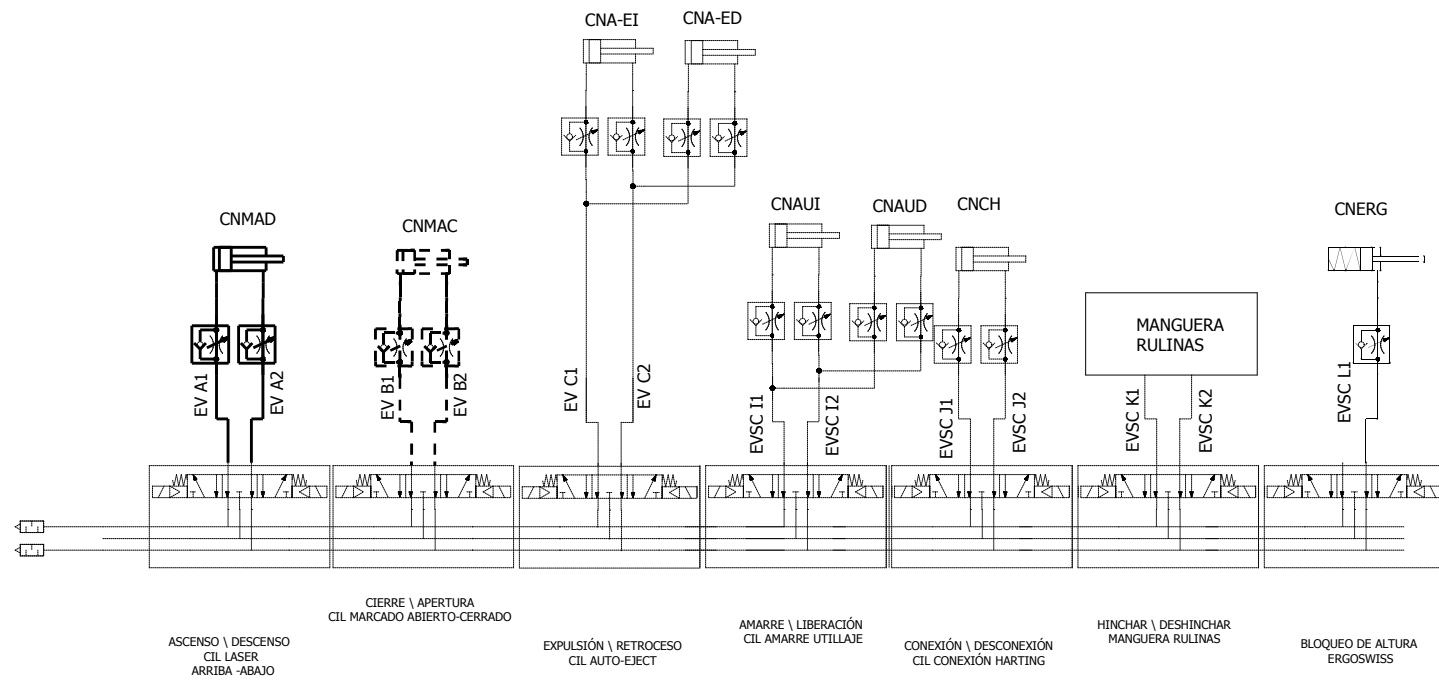 CNA-EI
CNA-ED
CNMAD
CNMAC
CNAUI
CNAUD
CNCH
CNERG
MANGUERA
RULINAS
EV A1
EV A2
EV B1
EV B2
EV C1
EV C2
EVSC I1
EVSC I2
EVSC J1
EVSC J2
EVSC K1
EVSC K2
EVSC L1
ASCENSO \ DESCENSO
CIL LASER
ARRIBA -ABAJO
CIERRE \ APERTURA
CIL MARCADO ABIERTO-CERRADO
EXPULSIÓN \ RETROCESO
CIL AUTO-EJECT
AMARRE \ LIBERACIÓN
CIL AMARRE UTILLAJE
CONEXIÓN \ DESCONEXIÓN
CIL CONEXIÓN HARTING
HINCHAR \ DESHINCHAR
MANGUERA RULINAS
BLOQUEO DE ALTURA
ERGOSWISS